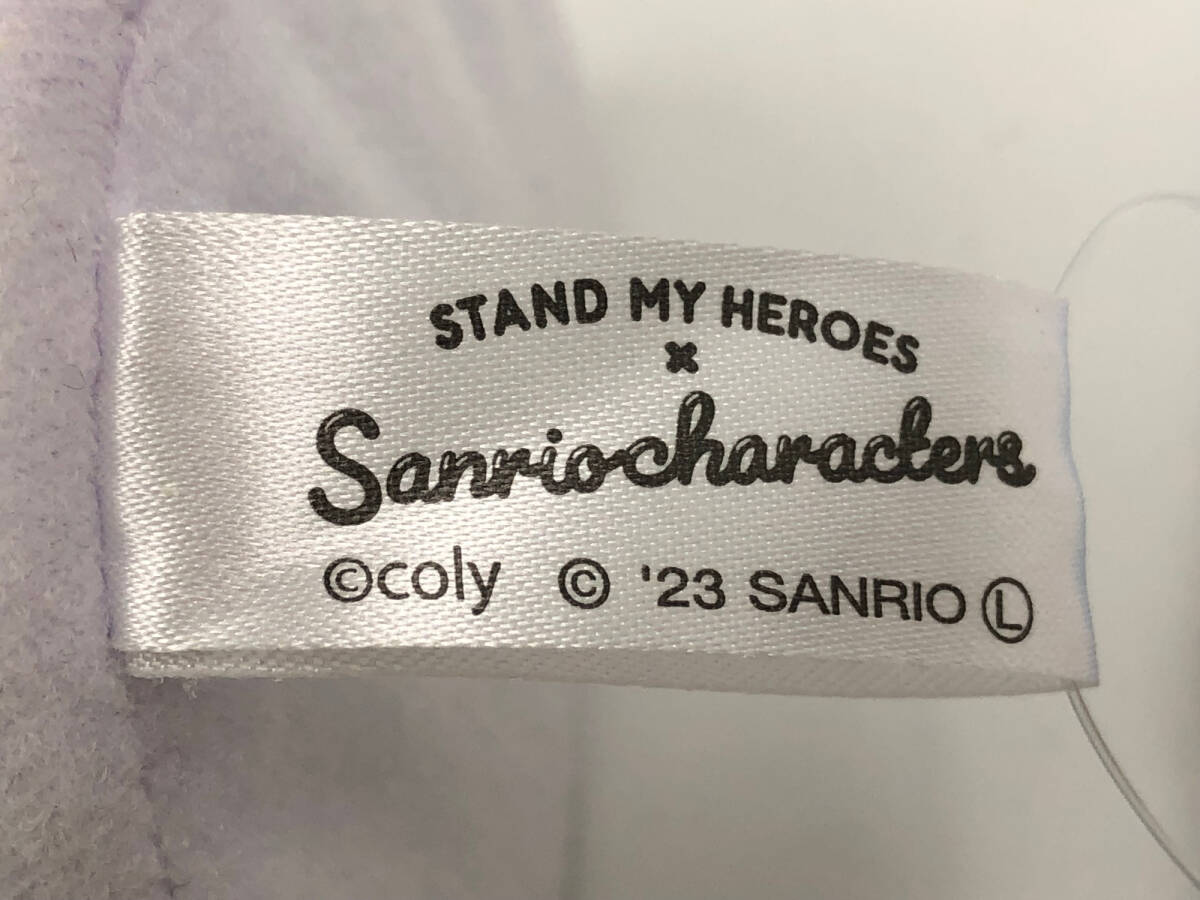 STAND MY HEROES
×
Sanriocharacters
©coly © '23 SANRIO Ⓛ